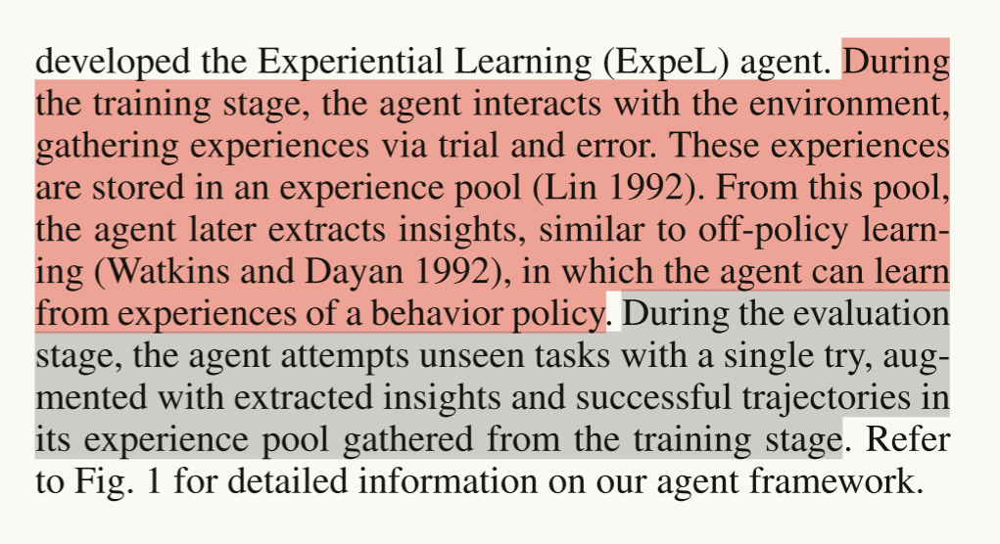 developed the Experiential Learning (ExpeL) agent. During
the training stage, the agent interacts with the environment,
gathering experiences via trial and error. These experiences
are stored in an experience pool (Lin 1992). From this pool,
the agent later extracts insights, similar to off-policy learn-
ing (Watkins and Dayan 1992), in which the agent can learn
from experiences of a behavior policy. During the evaluation
stage, the agent attempts unseen tasks with a single try, aug-
mented with extracted insights and successful trajectories in
its experience pool gathered from the training stage. Refer
to Fig. 1 for detailed information on our agent framework.